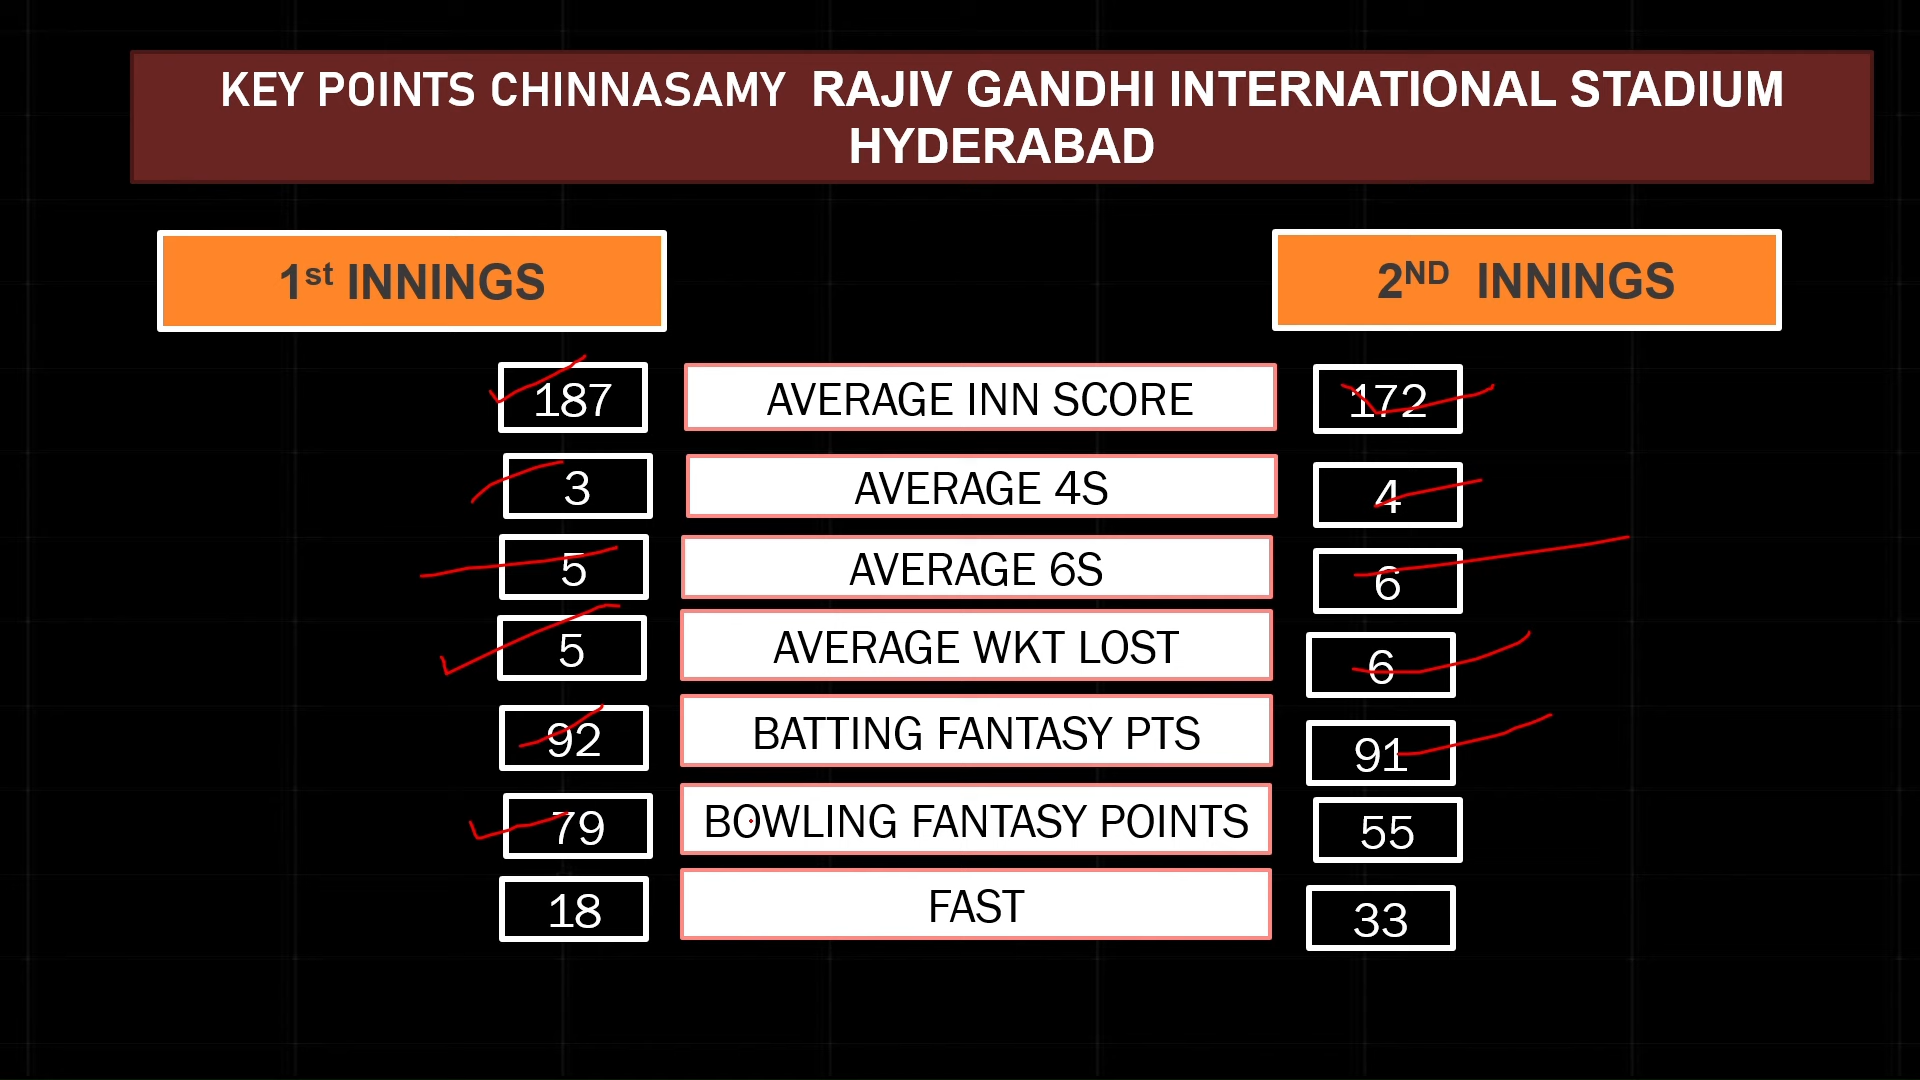 KEY POINTS CHINNASAMY RAJIV GANDHI INTERNATIONAL STADIUM
HYDERABAD
1st INNINGS
2ND INNINGS
187 AVERAGE INN SCORE 172
3 AVERAGE 4S 4
5 AVERAGE 6S 6
5 AVERAGE WKT LOST 6
92 BATTING FANTASY PTS 91
79 BOWLING FANTASY POINTS 55
18 FAST 33